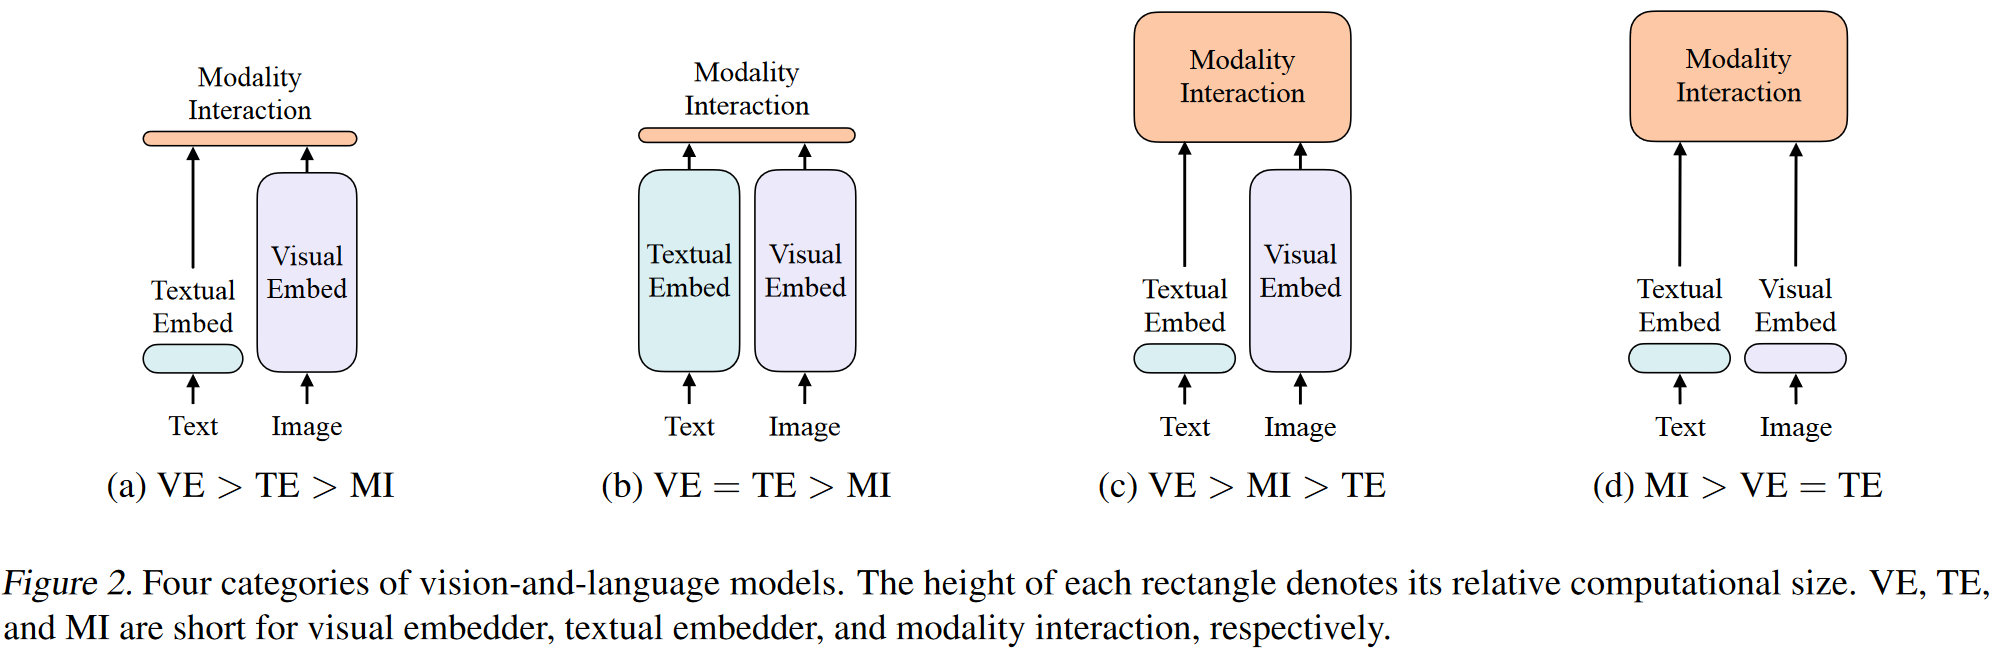 Modality
Interaction
Textual
Embed
Visual
Embed
Text
Image
(a) VE > TE > MI
Modality
Interaction
Textual
Embed
Visual
Embed
Text
Image
(b) VE = TE > MI
Modality
Interaction
Textual
Embed
Visual
Embed
Text
Image
(c) VE > MI > TE
Modality
Interaction
Textual
Embed
Visual
Embed
Text
Image
(d) MI > VE = TE
Figure 2. Four categories of vision-and-language models. The height of each rectangle denotes its relative computational size. VE, TE,
and MI are short for visual embedder, textual embedder, and modality interaction, respectively.